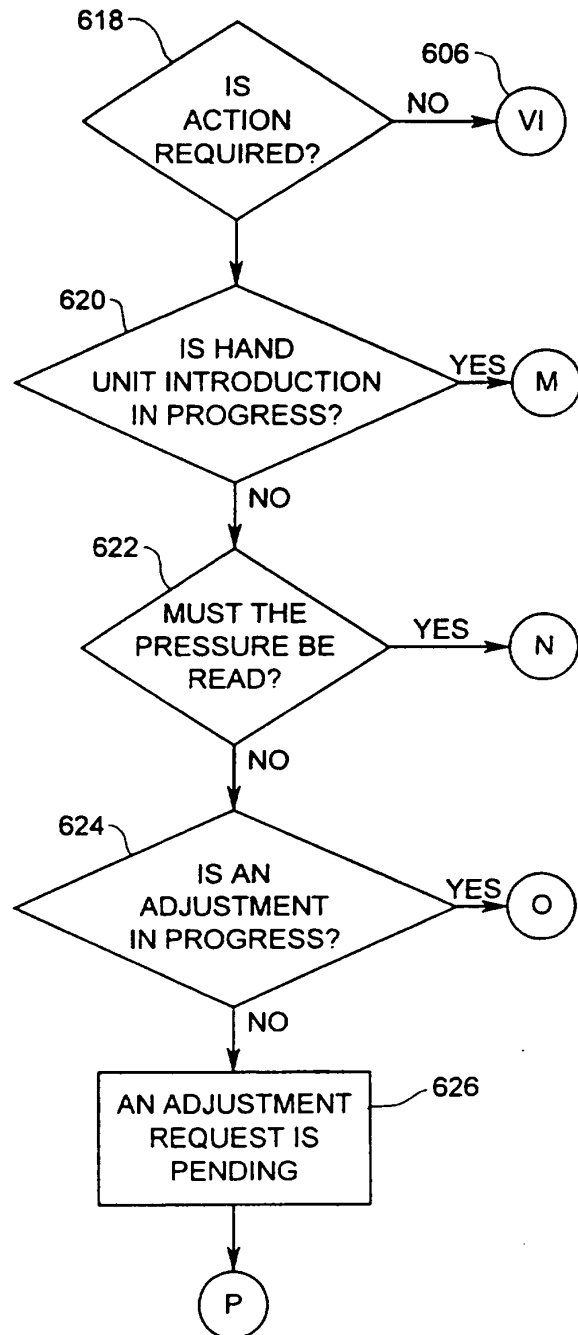 618
IS
ACTION
REQUIRED?
NO
606
VI
620
IS HAND
UNIT INTRODUCTION
IN PROGRESS?
YES
M
NO
622
MUST THE
PRESSURE BE
READ?
YES
N
NO
624
IS AN
ADJUSTMENT
IN PROGRESS?
YES
O
NO
626
AN ADJUSTMENT
REQUEST IS
PENDING
P